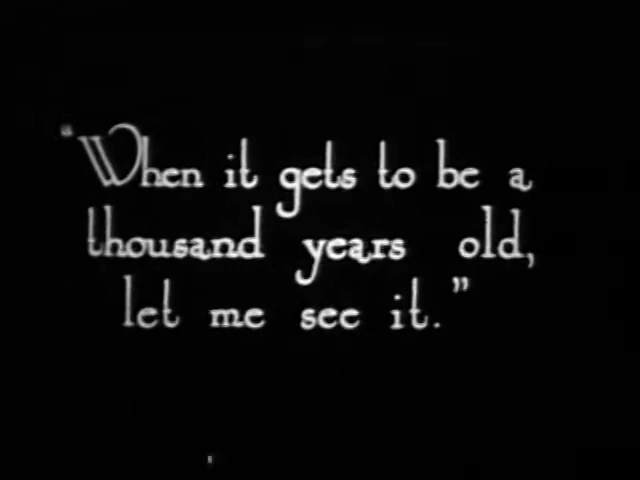 "When it gets to be a
thousand years old,
let me see it."